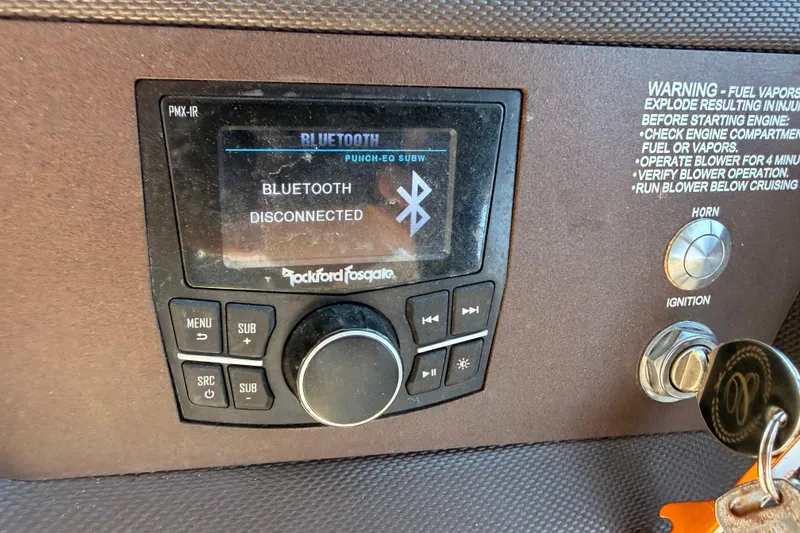 PMX-1R
BLUETOOTH
PUNCH-EQ SUBW
BLUETOOTH
DISCONNECTED
Rockford Fosgate
MENU
SUB
+
SRC
SUB
-
WARNING - FUEL VAPORS
EXPLODE RESULTING IN INJU
BEFORE STARTING ENGINE:
•CHECK ENGINE COMPARTMEN
FUEL OR VAPORS.
•OPERATE BLOWER FOR 4 MINU
•VERIFY BLOWER OPERATION.
•RUN BLOWER BELOW CRUISING
HORN
IGNITION